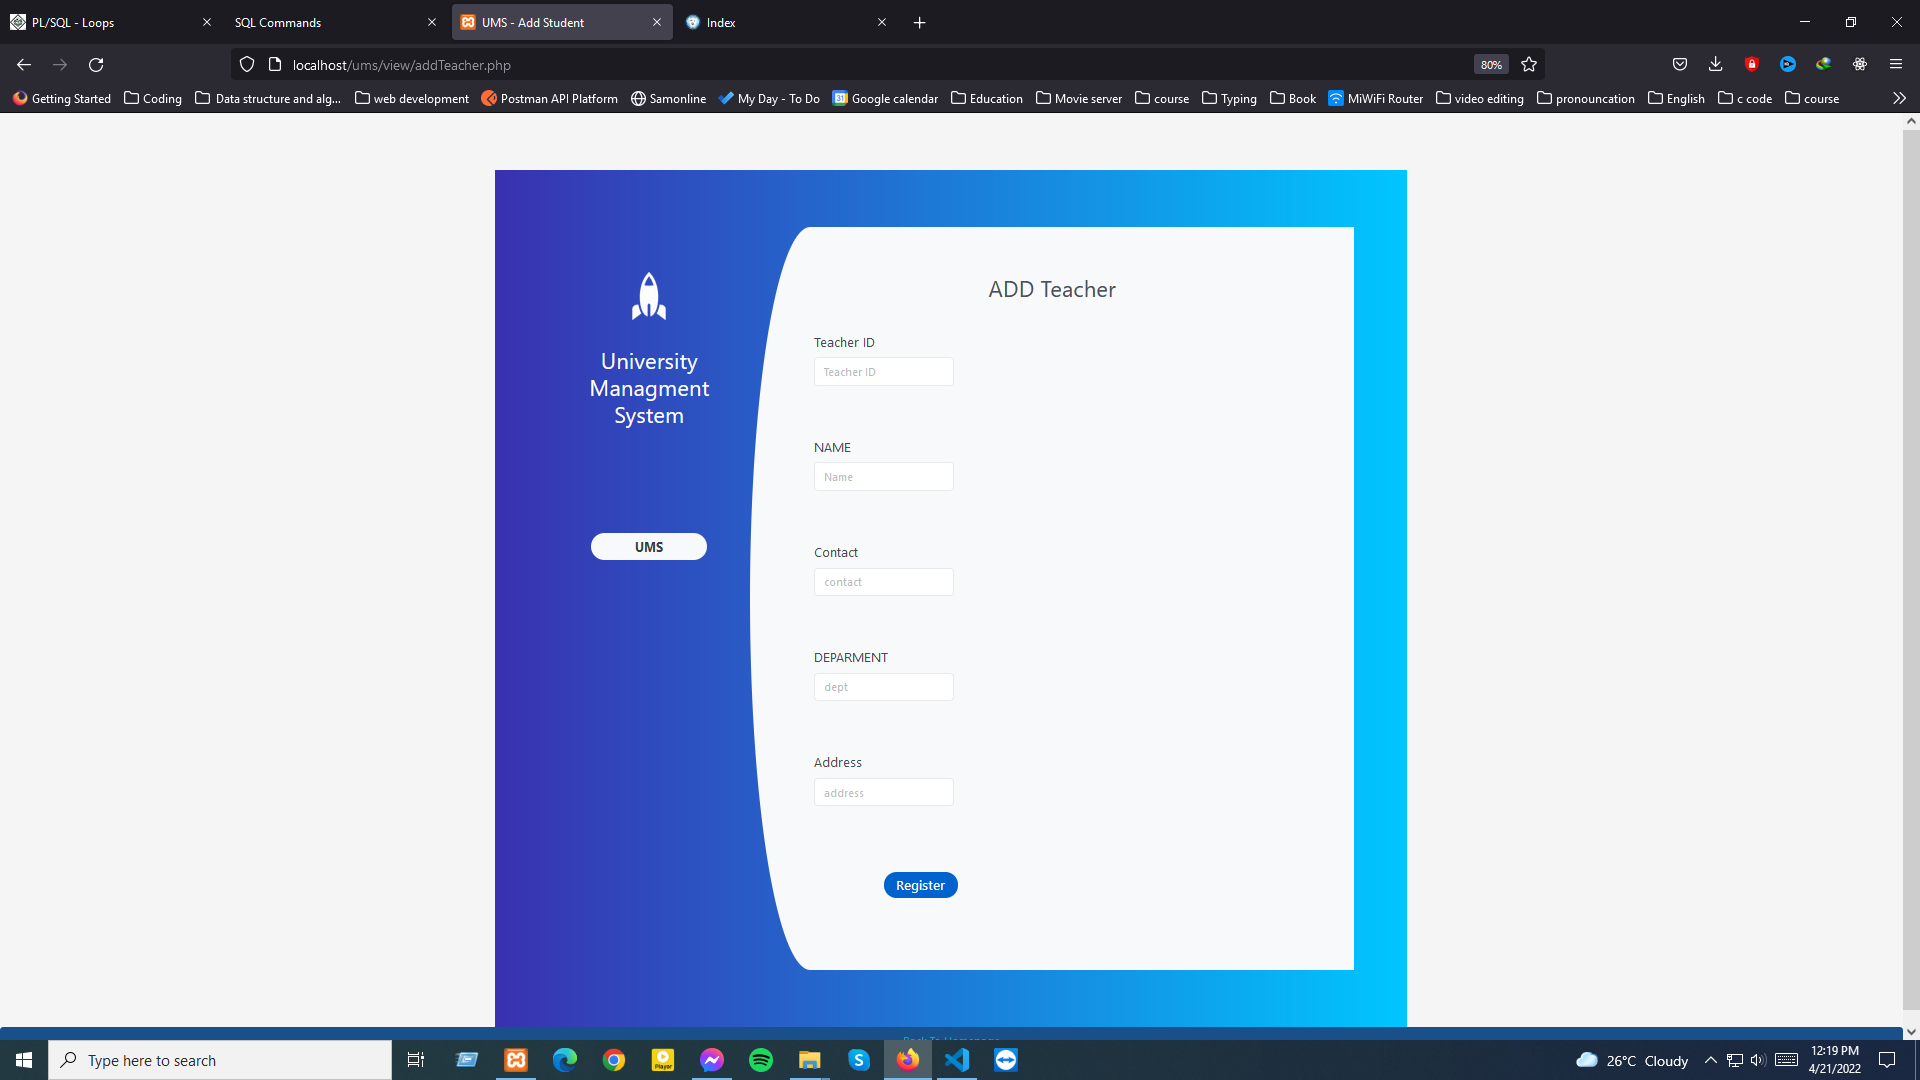 PL/SQL - Loops
SQL Commands
UMS - Add Student
Index
localhost/ums/view/addTeacher.php
80%
Getting Started
Coding
Data structure and alg...
web development
Postman API Platform
Samonline
My Day - To Do
Google calendar
Education
Movie server
course
Typing
Book
MiWiFi Router
video editing
pronouncation
English
c code
course
University
Managment
System
UMS
ADD Teacher
Teacher ID
Teacher ID
NAME
Name
Contact
contact
DEPARMENT
dept
Address
address
Register
Back To Homepage
Type here to search
26°C Cloudy
12:19 PM
4/21/2022